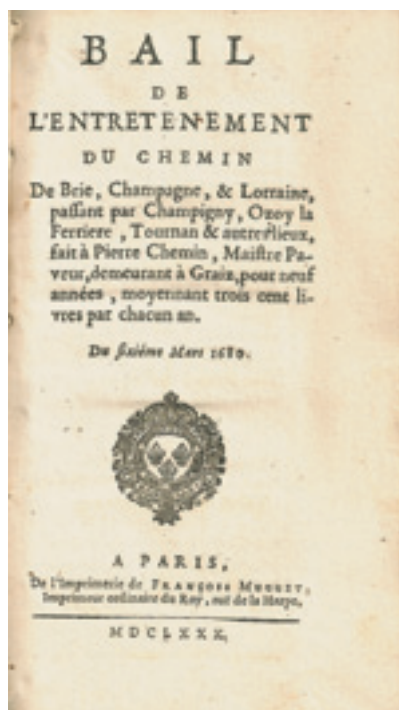 BAIL
DE
L'ENTRETENEMENT
DU CHEMIN
De Brie, Champagne, & Lorraine,
paſſant par Champigny, Ozoy la
Ferriere, Tournan & autres lieux,
fait à Pierre Chemin, Maiſtre Pa-
veur, demeurant à Graiz, pour neuf
années, moyennant trois cent li-
vres par chacun an.
Du ſixiéme Mars 1680.
A PARIS,
De l'Imprimerie de FRANÇOIS MUGUET,
Imprimeur ordinaire du Roy, ruë de la Harpe,
MDCLXXX.